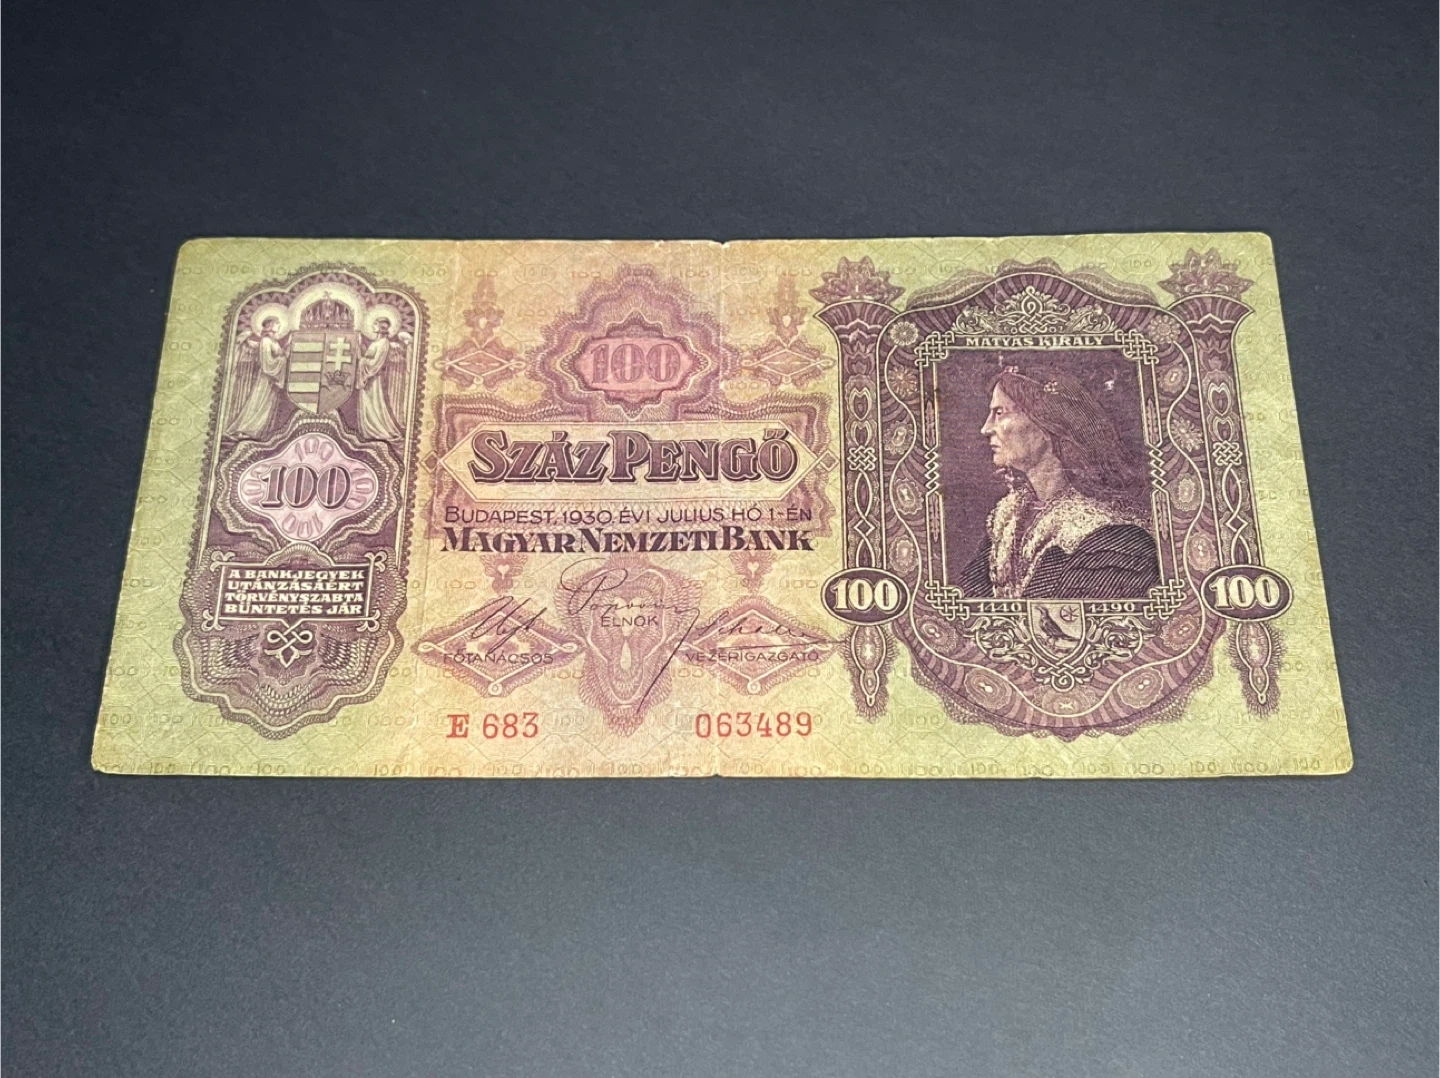 100
A BANKJEGYEK
UTÁNZÁSÁÉRT
TÖRVÉNYSZABTA
BÜNTETÉS JÁR
100
SZÁZ PENGŐ
BUDAPEST, 1930. ÉVI JULIUS HÓ 1-ÉN
MAGYAR NEMZETI BANK
FŐTANÁCSOS
ELNÖK
VEZÉRIGAZGATÓ
E 683
063489
MÁTYÁS KIRÁLY
100
1440 1490
100